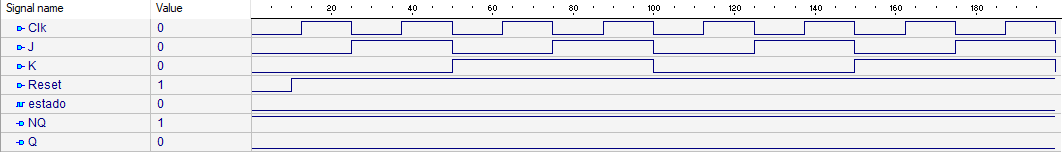 Signal name Value 20 40 60 80 100 120 140 160 180
Clk 0
J 0
K 0
Reset 1
estado 0
NQ 1
Q 0